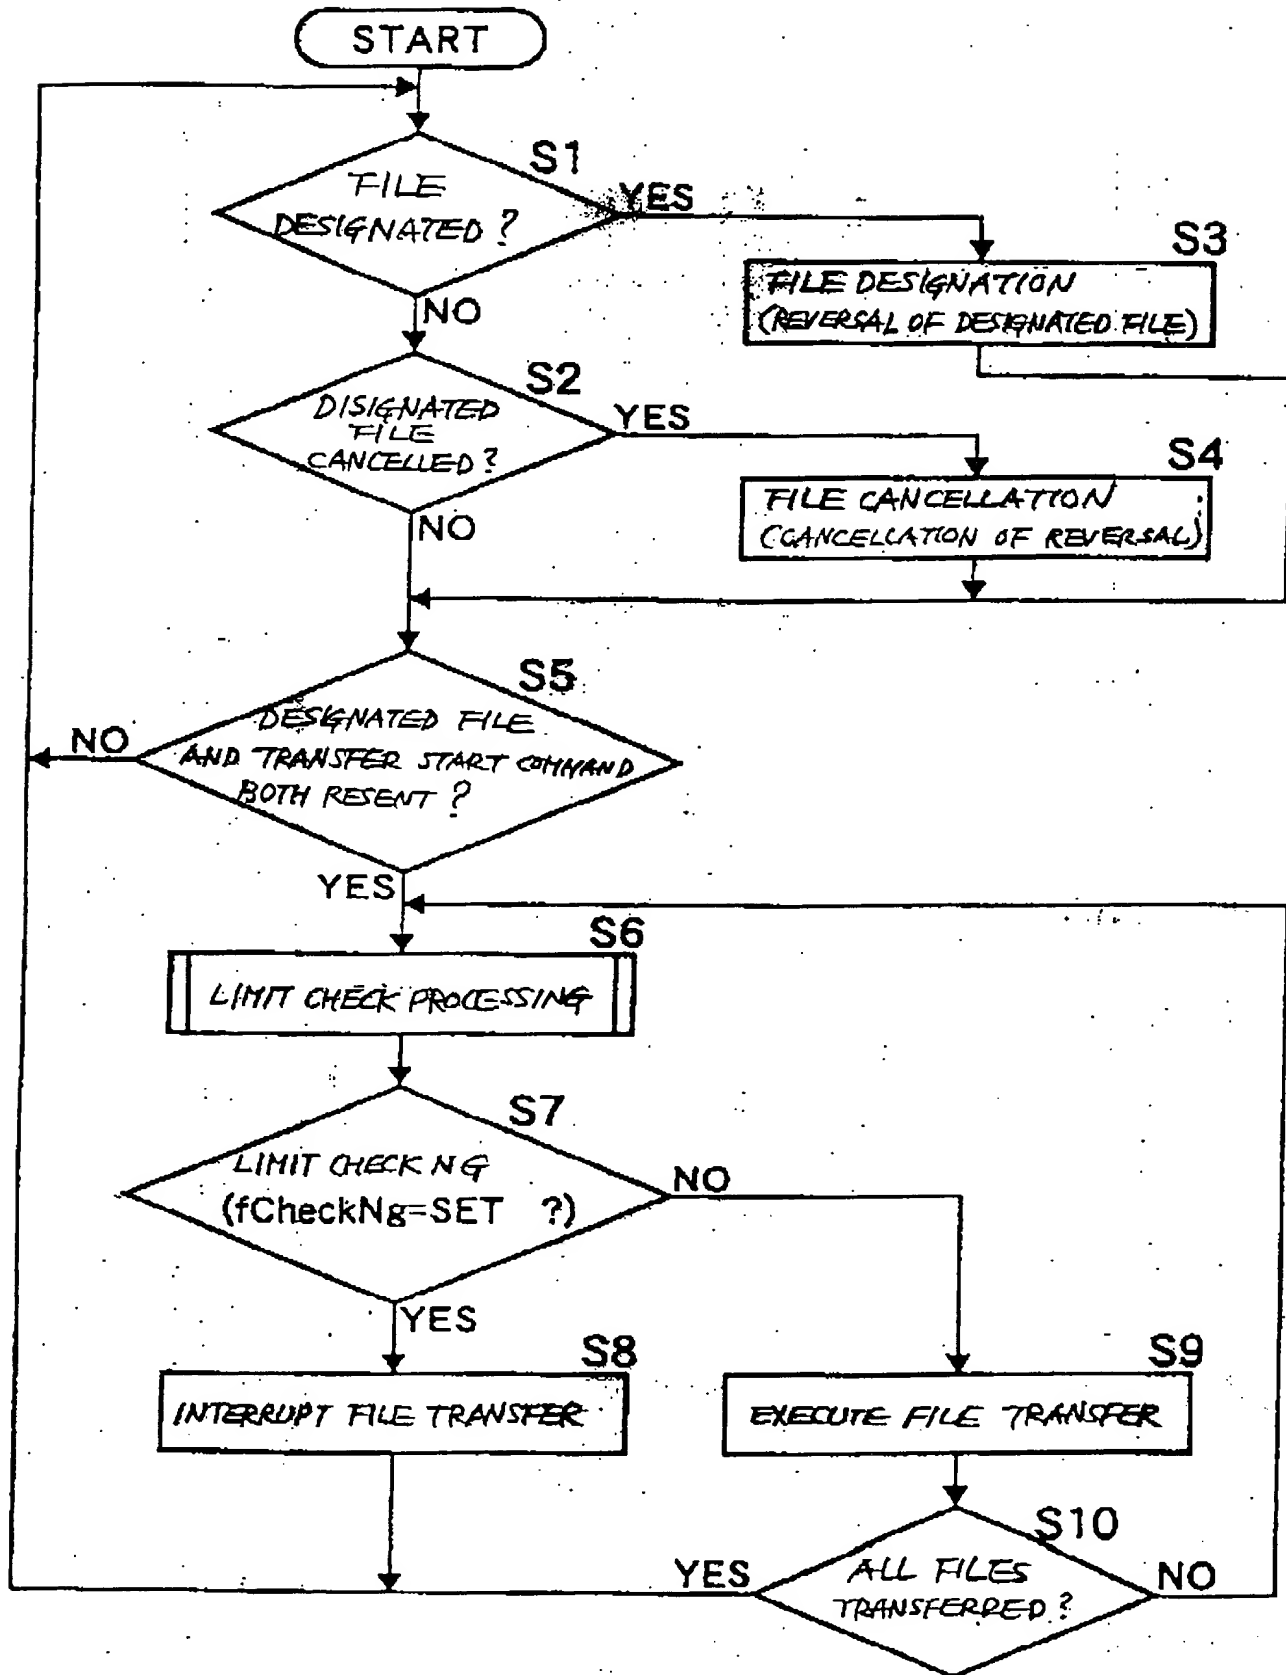 START
S1
FILE
DESIGNATED ?
YES
NO
S3
FILE DESIGNATION
(REVERSAL OF DESIGNATED FILE)
S2
DISIGNATED
FILE
CANCELLED ?
YES
NO
S4
FILE CANCELLATION
(CANCELLATION OF REVERSAL)
S5
DESIGNATED FILE
AND TRANSFER START COMMAND
BOTH RESENT ?
NO
YES
S6
LIMIT CHECK PROCESSING
S7
LIMIT CHECK NG
(fCheckNg=SET ?)
NO
YES
S8
INTERRUPT FILE TRANSFER
S9
EXECUTE FILE TRANSFER
S10
ALL FILES
TRANSFERRED ?
YES
NO